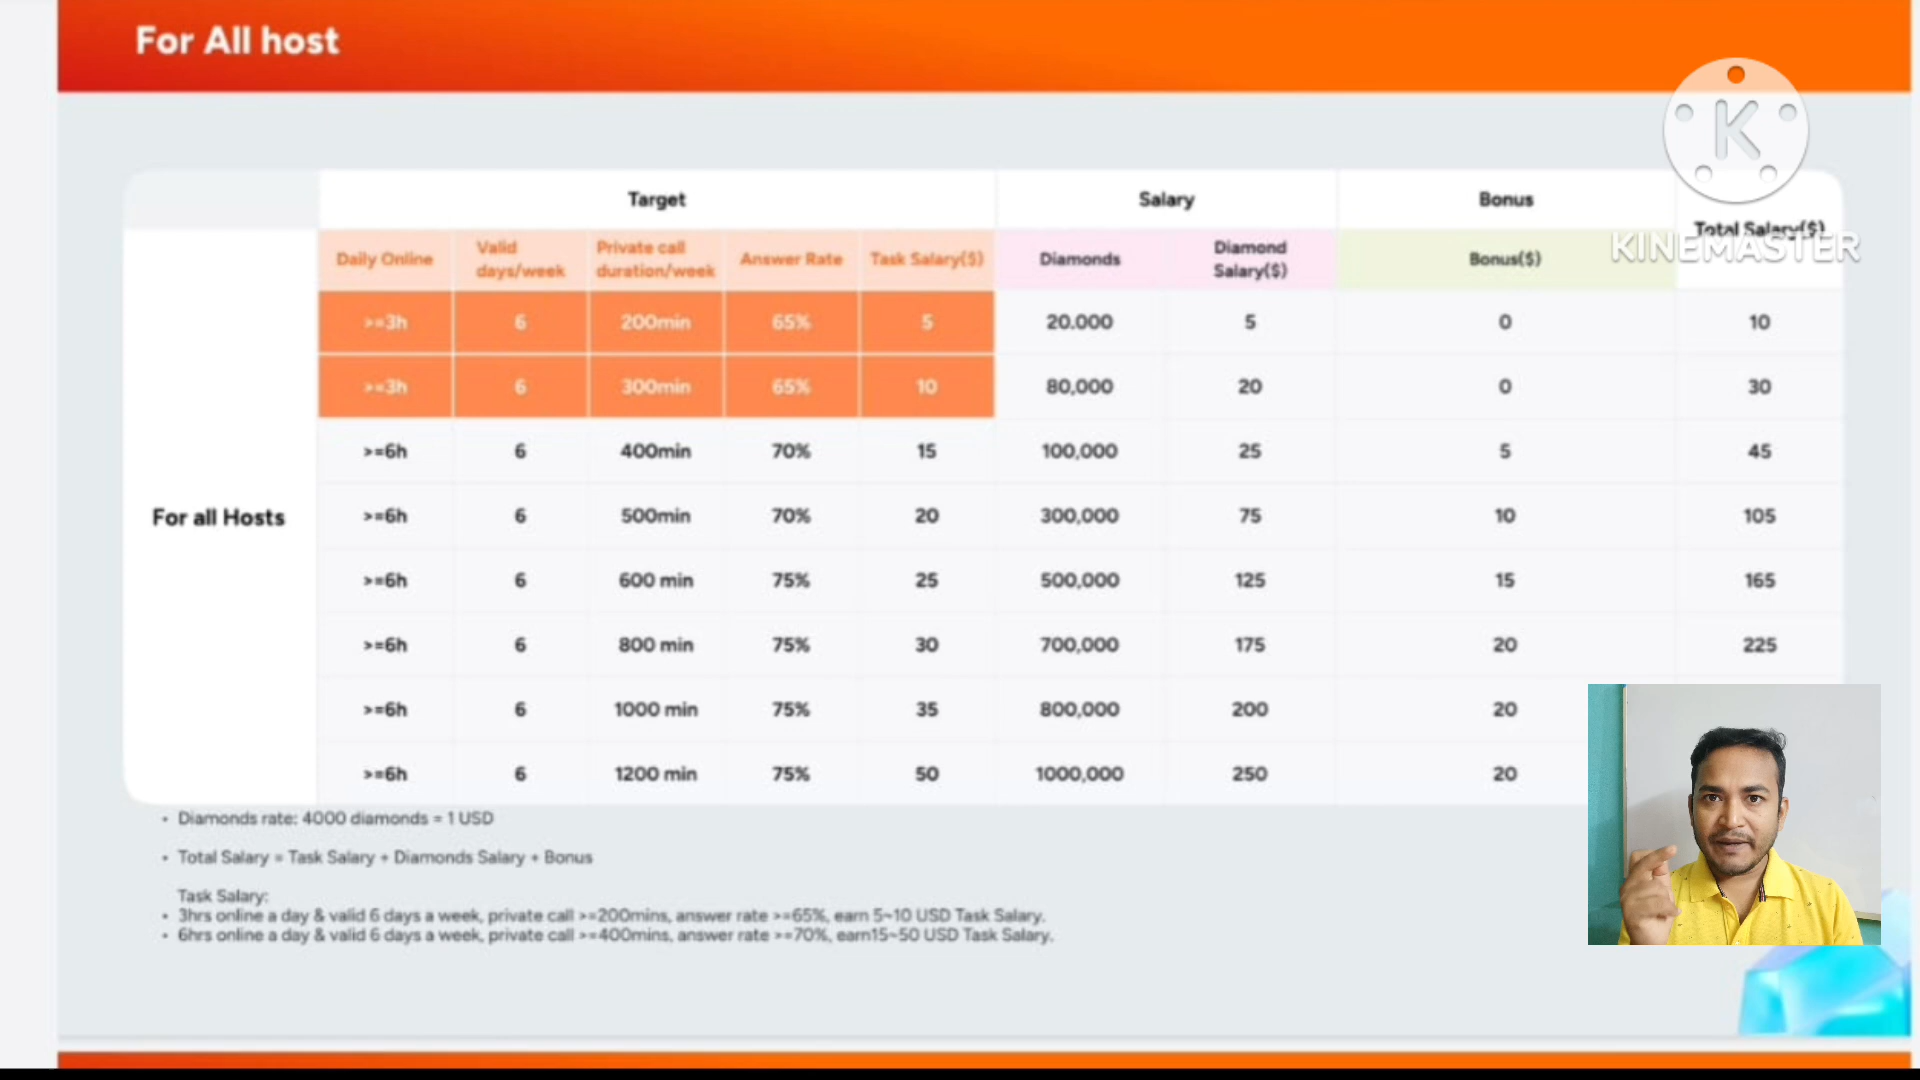 For All host
K
KINEMASTER
Target Salary Bonus Total Salary($)
Daily Online Valid days/week Private call duration/week Answer Rate Task Salary($) Diamonds Diamond Salary($) Bonus($)
>=3h 6 200min 65% 5 20.000 5 0 10
>=3h 6 300min 65% 10 80,000 20 0 30
>=6h 6 400min 70% 15 100,000 25 5 45
For all Hosts >=6h 6 500min 70% 20 300,000 75 10 105
>=6h 6 600 min 75% 25 500,000 125 15 165
>=6h 6 800 min 75% 30 700,000 175 20 225
>=6h 6 1000 min 75% 35 800,000 200 20
>=6h 6 1200 min 75% 50 1000,000 250 20
• Diamonds rate: 4000 diamonds = 1 USD
• Total Salary = Task Salary + Diamonds Salary + Bonus
Task Salary:
• 3hrs online a day & valid 6 days a week, private call >=200mins, answer rate >=65%, earn 5~10 USD Task Salary.
• 6hrs online a day & valid 6 days a week, private call >=400mins, answer rate >=70%, earn15~50 USD Task Salary.